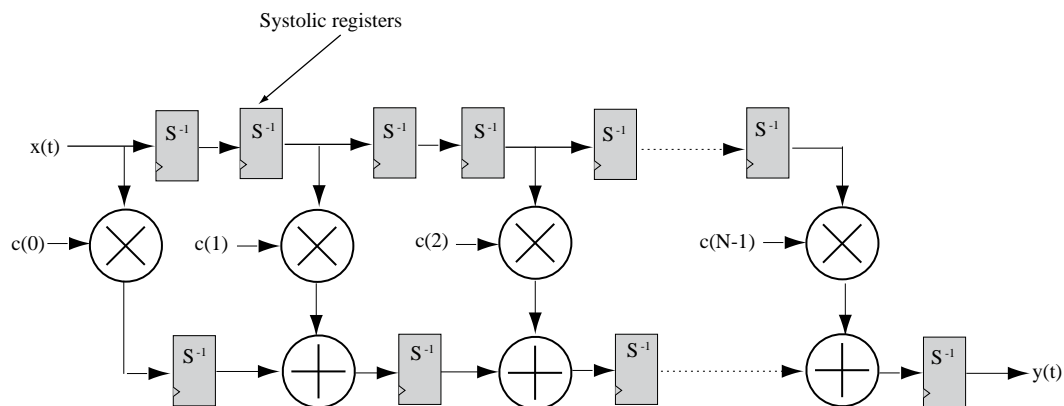 Systolic registers
x(t) S⁻¹ S⁻¹ S⁻¹ S⁻¹ S⁻¹ S⁻¹
c(0) c(1) c(2) c(N-1)
S⁻¹ S⁻¹ S⁻¹ S⁻¹ y(t)